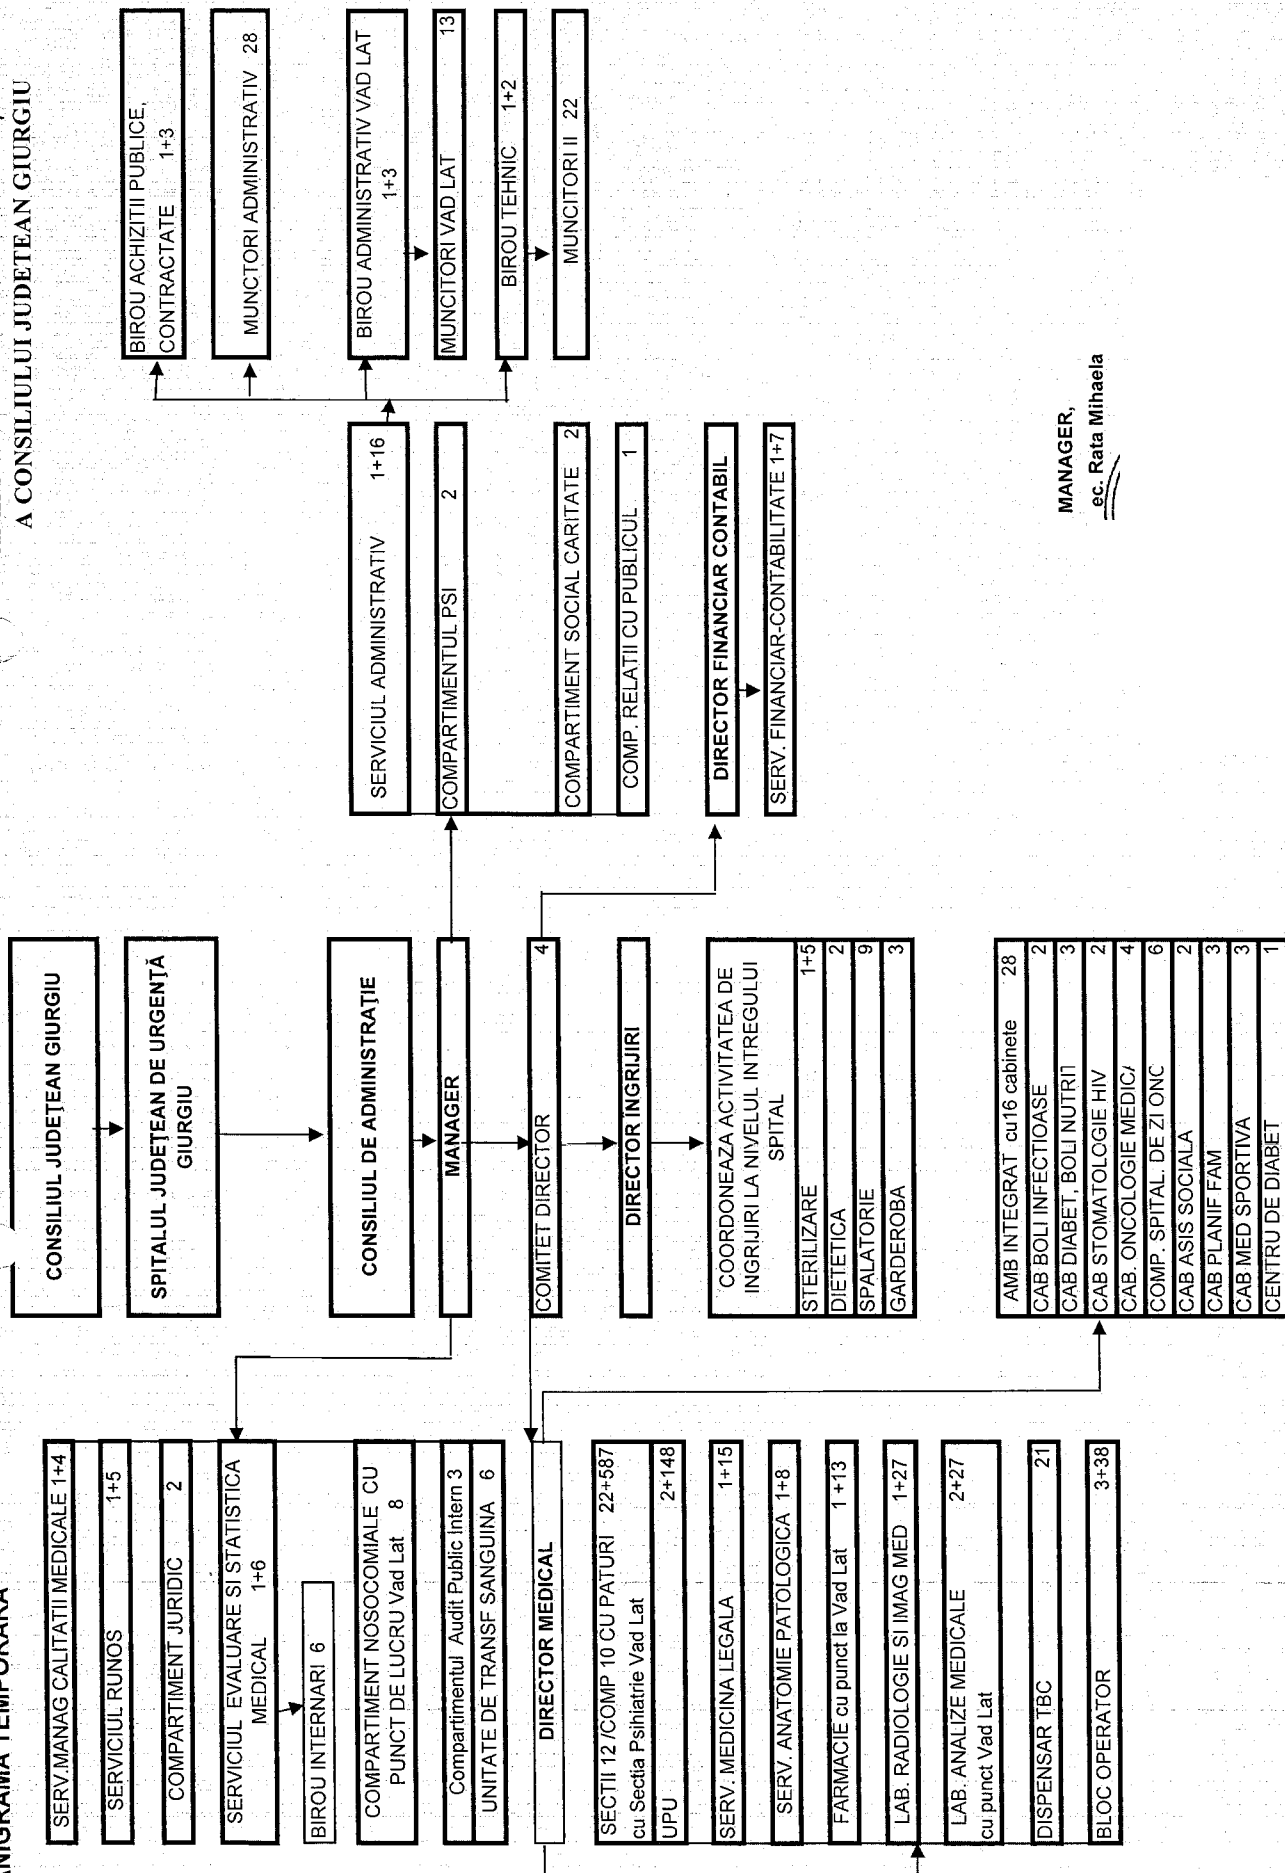 A CONSILIULUI JUDETEAN GIURGIU
TEMPORARA
CONSILIUL JUDEȚEAN GIURGIU
SPITALUL JUDEȚEAN DE URGENȚĂ
GIURGIU
CONSILIUL DE ADMINISTRAȚIE
MANAGER
COMITET DIRECTOR 4
DIRECTOR INGRIJIRI
COORDONEAZA ACTIVITATEA DE
INGRIJIRI LA NIVELUL INTREGULUI
SPITAL
STERILIZARE 1+5
DIETETICA 2
SPALATORIE 9
GARDEROBA 3
AMB INTEGRAT cu16 cabinete 28
CAB BOLI INFECTIOASE 2
CAB DIABET, BOLI NUTRIT 3
CAB STOMATOLOGIE HIV 2
CAB. ONCOLOGIE MEDICA 4
COMP. SPITAL. DE ZI ONC 6
CAB ASIS SOCIALA 2
CAB PLANIF FAM 3
CAB MED SPORTIVA 3
CENTRU DE DIABET 1
SERV.MANAG CALITATII MEDICALE 1+4
SERVICIUL RUNOS 1+5
COMPARTIMENT JURIDIC 2
SERVICIUL EVALUARE SI STATISTICA
MEDICAL 1+6
BIROU INTERNARI 6
COMPARTIMENT NOSOCOMIALE CU
PUNCT DE LUCRU Vad Lat 8
Compartimentul Audit Public Intern 3
UNITATE DE TRANSF SANGUINA 6
DIRECTOR MEDICAL
SECTII 12 /COMP 10 CU PATURI 22+587
cu Sectia Psihiatrie Vad Lat
UPU 2+148
SERV. MEDICINA LEGALA 1+15
SERV. ANATOMIE PATOLOGICA 1+8
FARMACIE cu punct la Vad Lat 1 +13
LAB. RADIOLOGIE SI IMAG MED 1+27
LAB. ANALIZE MEDICALE 2+27
cu punct Vad Lat
DISPENSAR TBC 21
BLOC OPERATOR 3+38
SERVICIUL ADMINISTRATIV 1+16
COMPARTIMENTUL PSI 2
COMPARTIMENT SOCIAL CARITATE 2
COMP. RELATII CU PUBLICUL 1
DIRECTOR FINANCIAR CONTABIL
SERV. FINANCIAR-CONTABILITATE 1+7
BIROU ACHIZITII PUBLICE,
CONTRACTATE 1+3
MUNCTORI ADMINISTRATIV 28
BIROU ADMINISTRATIV VAD LAT
1+3
MUNCITORI VAD LAT 13
BIROU TEHNIC 1+2
MUNCITORI II 22
MANAGER,
ec. Rata Mihaela